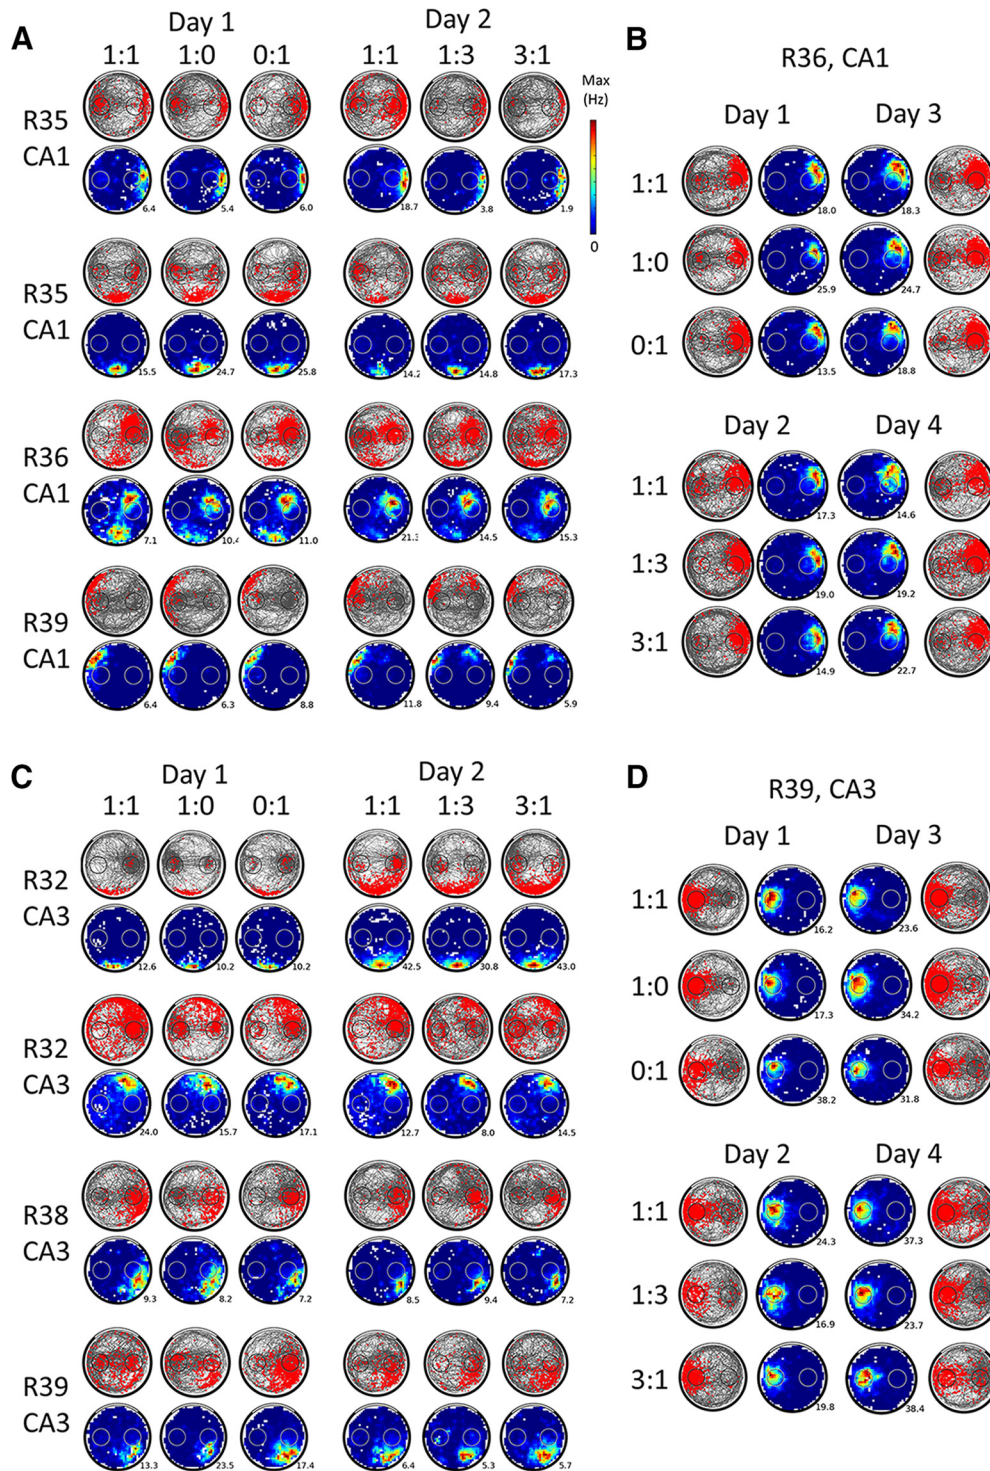 A
Day 1
Day 2
1:1 1:0 0:1 1:1 1:3 3:1
Max
(Hz)
0
R35
CA1
6.4 5.4 6.0 18.7 3.8 1.9
R35
CA1
15.5 24.7 25.8 14.2 14.8 17.3
R36
CA1
7.1 10.4 11.0 21.3 14.5 15.3
R39
CA1
6.4 6.3 8.8 11.8 9.4 5.9
B
R36, CA1
Day 1 Day 3
1:1
18.0 18.3
1:0
25.9 24.7
0:1
13.5 18.8
Day 2 Day 4
1:1
17.3 14.6
1:3
19.0 19.2
3:1
14.9 22.7
C
Day 1
Day 2
1:1 1:0 0:1 1:1 1:3 3:1
R32
CA3
12.6 10.2 10.2 42.5 30.8 43.0
R32
CA3
24.0 15.7 17.1 12.7 8.0 14.5
R38
CA3
9.3 8.2 7.2 8.5 9.4 7.2
R39
CA3
13.3 23.5 17.4 6.4 5.3 5.7
D
R39, CA3
Day 1 Day 3
1:1
16.2 23.6
1:0
17.3 34.2
0:1
38.2 31.8
Day 2 Day 4
1:1
24.3 37.3
1:3
16.9 23.7
3:1
19.8 38.4